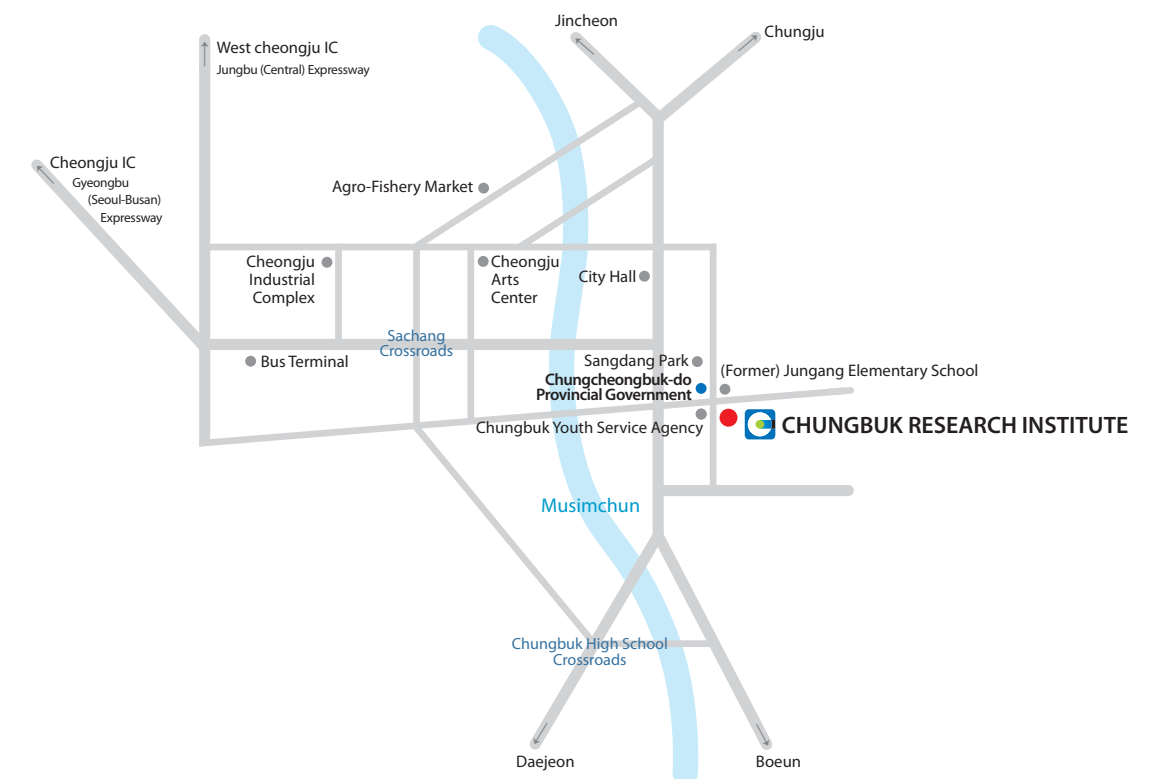 Jincheon
Chungju
West cheongju IC
Jungbu (Central) Expressway
Cheongju IC
Gyeongbu
(Seoul-Busan)
Expressway
Agro-Fishery Market
Cheongju
Industrial
Complex
Cheongju
Arts
Center
City Hall
Sachang
Crossroads
Bus Terminal
Sangdang Park
(Former) Jungang Elementary School
Chungcheongbuk-do
Provincial Government
Chungbuk Youth Service Agency
CHUNGBUK RESEARCH INSTITUTE
Musimchun
Chungbuk High School
Crossroads
Daejeon
Boeun